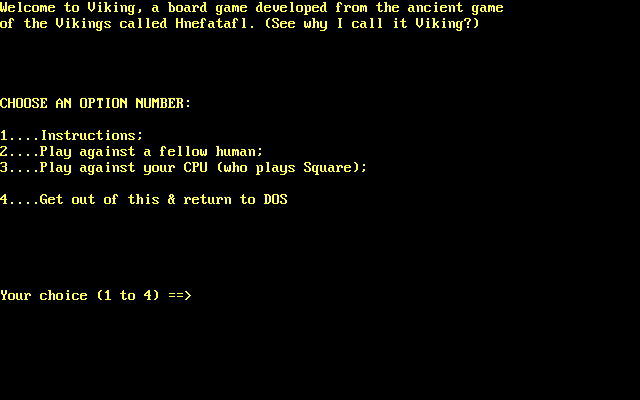 Welcome to Viking, a board game developed from the ancient game
of the Vikings called Hnefatafl. (See why I call it Viking?)
CHOOSE AN OPTION NUMBER:
1....Instructions;
2....Play against a fellow human;
3....Play against your CPU (who plays Square);
4....Get out of this & return to DOS
Your choice (1 to 4) ==>